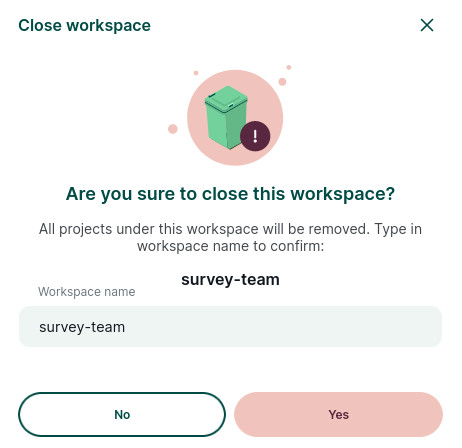 Close workspace
!
Are you sure to close this workspace?
All projects under this workspace will be removed. Type in
workspace name to confirm:
survey-team
Workspace name
survey-team
No
Yes